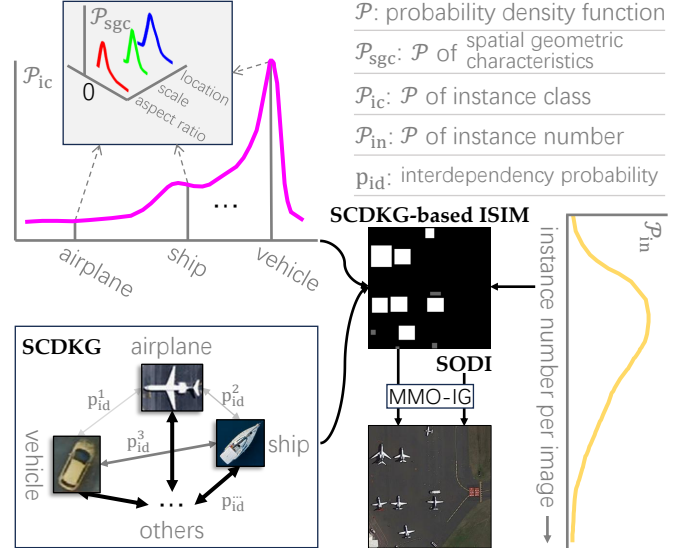 𝒫: probability density function
𝒫sgc: 𝒫 of spatial geometric characteristics
𝒫ic: 𝒫 of instance class
𝒫in: 𝒫 of instance number
pid: interdependency probability
𝒫sgc
0
location
scale
aspect ratio
𝒫ic
...
airplane
ship
vehicle
SCDKG-based ISIM
𝒫in
instance number per image
SCDKG
airplane
p¹id
p²id
p³id
vehicle
ship
...
p···id
others
SODI
MMO-IG